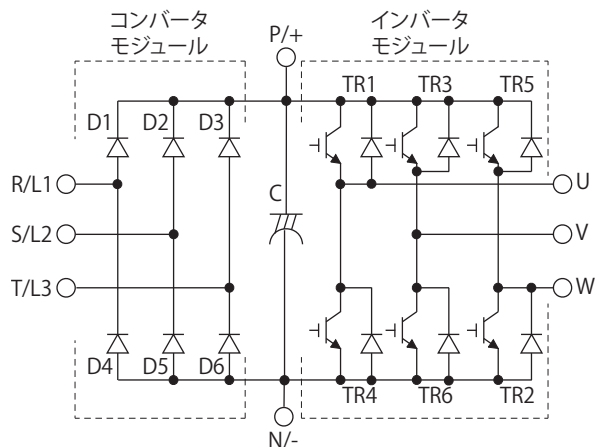 コンバータ
モジュール
P/+
インバータ
モジュール
TR1 TR3 TR5
D1 D2 D3
R/L1
C
U
S/L2
V
T/L3
W
D4 D5 D6
TR4 TR6 TR2
N/-